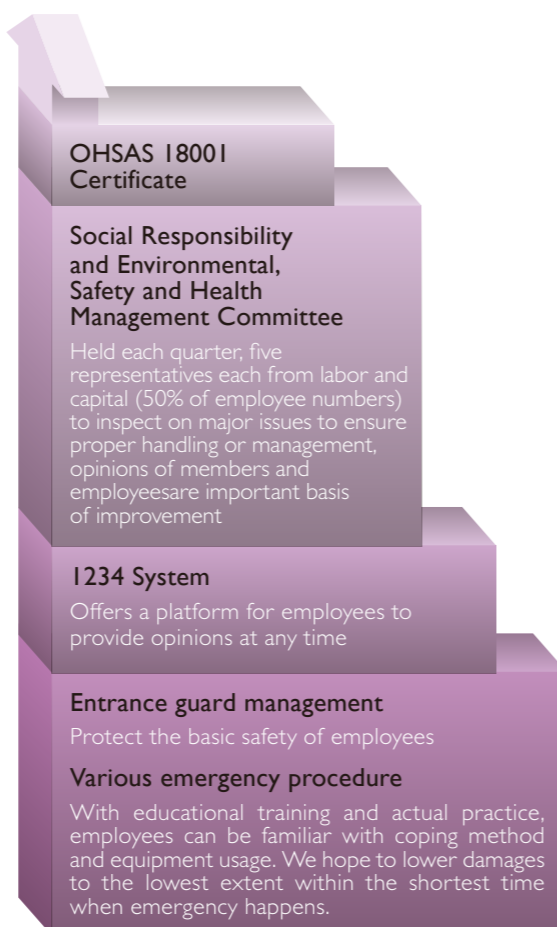 OHSAS 18001
Certificate
Social Responsibility
and Environmental,
Safety and Health
Management Committee
Held each quarter, five
representatives each from labor and
capital (50% of employee numbers)
to inspect on major issues to ensure
proper handling or management,
opinions of members and
employeesare important basis
of improvement
1234 System
Offers a platform for employees to
provide opinions at any time
Entrance guard management
Protect the basic safety of employees
Various emergency procedure
With educational training and actual practice,
employees can be familiar with coping method
and equipment usage. We hope to lower damages
to the lowest extent within the shortest time
when emergency happens.